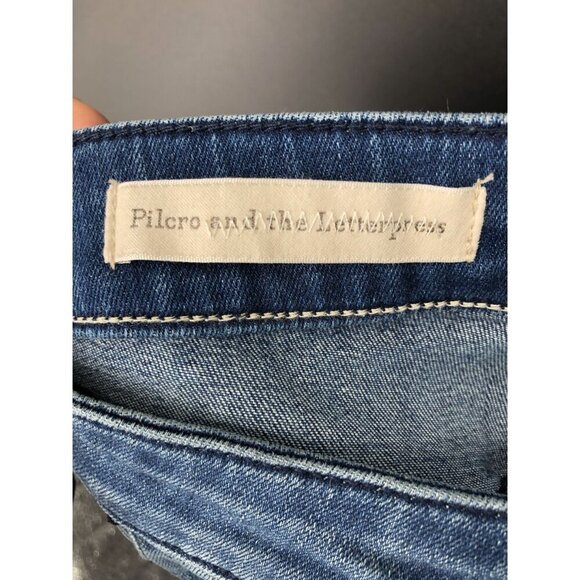 Pilcro and the Letterpress